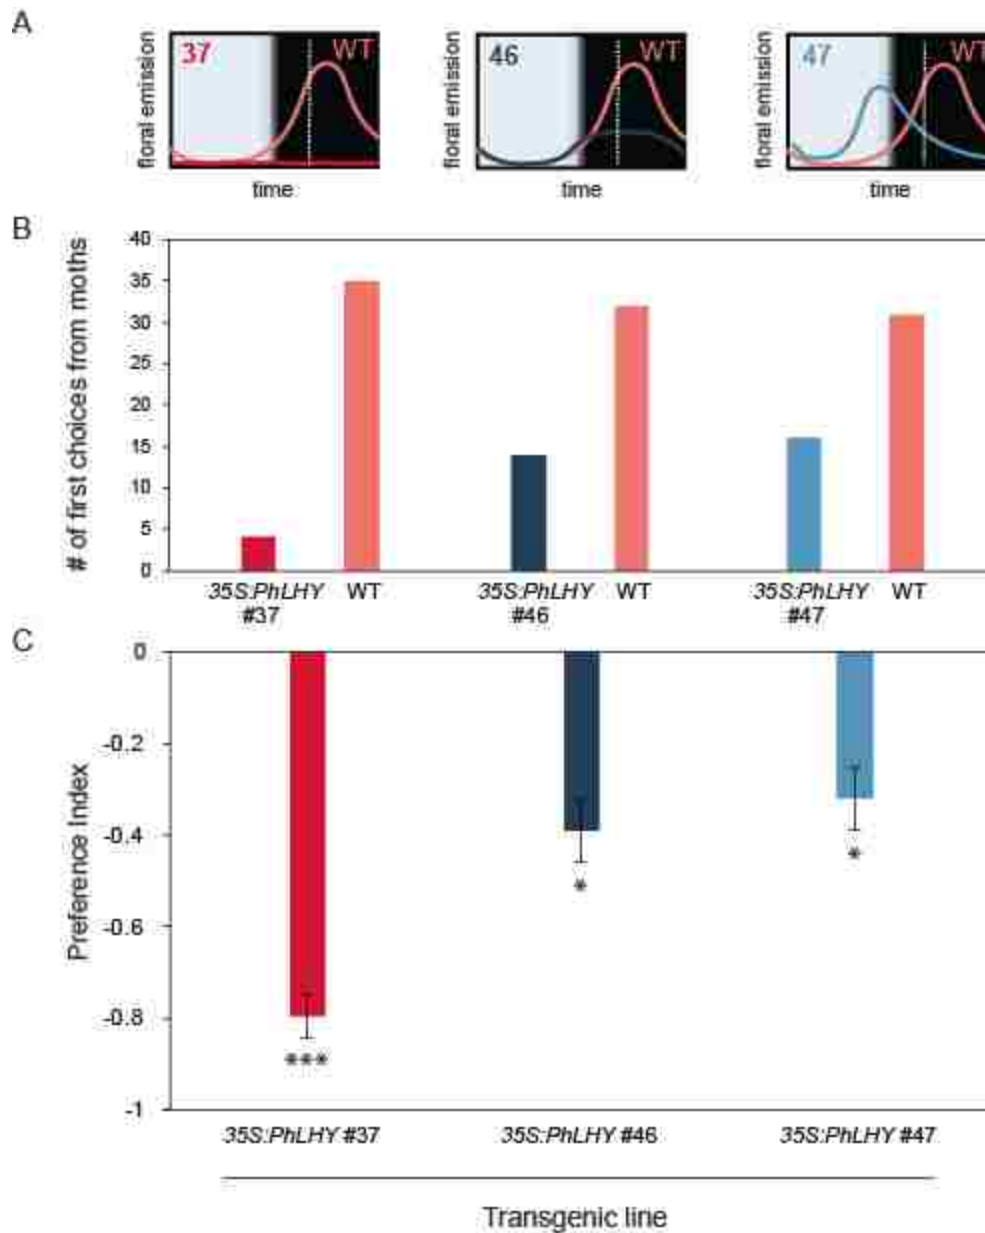 A
37 WT
floral emission
time
46 WT
floral emission
time
47 WT
floral emission
time
B
# of first choices from moths
40
35
30
25
20
15
10
5
0
35S:PhLHY #37
WT
35S:PhLHY #46
WT
35S:PhLHY #47
WT
C
Preference Index
0
-0.2
-0.4
-0.6
-0.8
-1
***
*
*
35S:PhLHY #37
35S:PhLHY #46
35S:PhLHY #47
Transgenic line